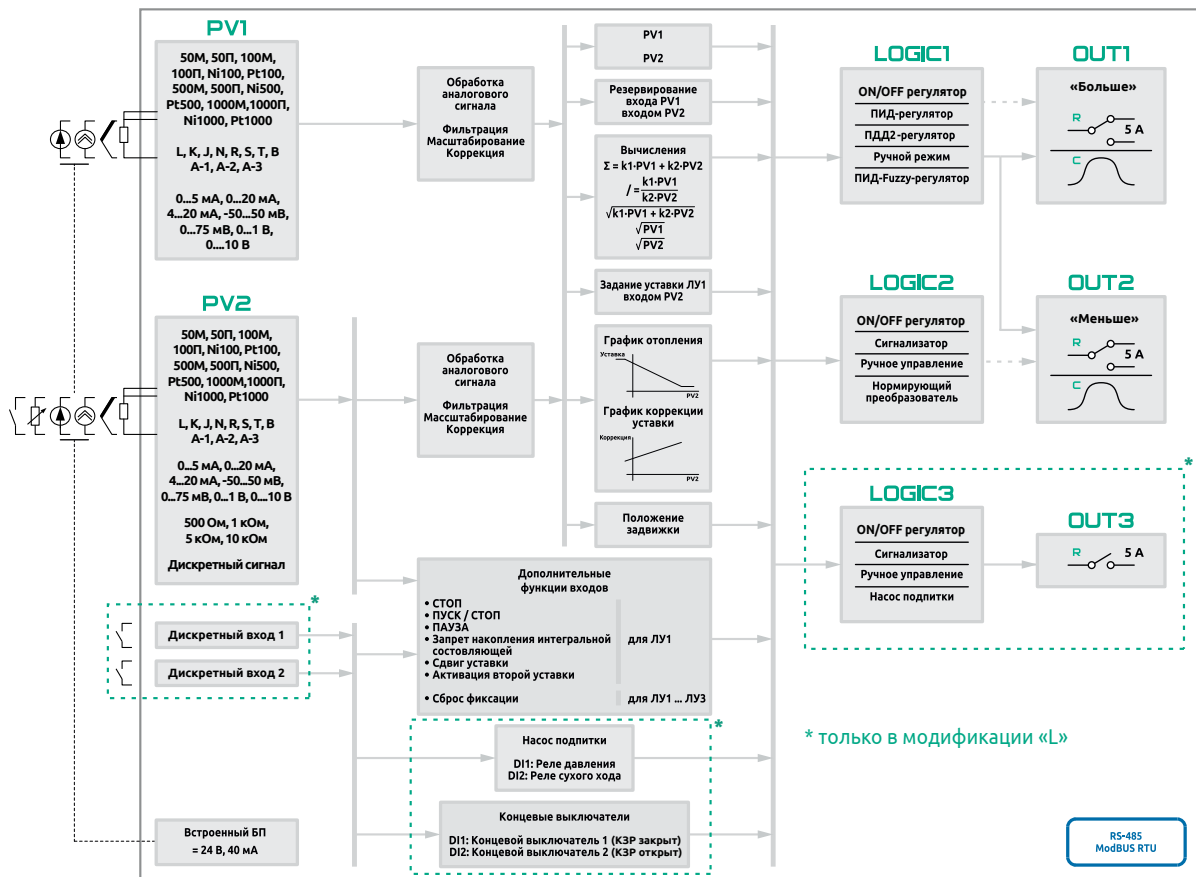 PV1
50М, 50П, 100М,
100П, Ni100, Pt100,
500М, 500П, Ni500,
Pt500, 1000М,1000П,
Ni1000, Pt1000
L, K, J, N, R, S, T, B
A-1, A-2, A-3
0...5 мА, 0...20 мА,
4...20 мА, -50...50 мВ,
0...75 мВ, 0...1 В,
0....10 В
PV2
50М, 50П, 100М,
100П, Ni100, Pt100,
500М, 500П, Ni500,
Pt500, 1000М,1000П,
Ni1000, Pt1000
L, K, J, N, R, S, T, B
A-1, A-2, A-3
0...5 мА, 0...20 мА,
4...20 мА, -50...50 мВ,
0...75 мВ, 0...1 В, 0....10 В
500 Ом, 1 кОм,
5 кОм, 10 кОм
Дискретный сигнал
*
Дискретный вход 1
Дискретный вход 2
Встроенный БП
= 24 В, 40 мА
Обработка
аналогового
сигнала
Фильтрация
Масштабирование
Коррекция
Обработка
аналогового
сигнала
Фильтрация
Масштабирование
Коррекция
PV1
PV2
Резервирование
входа PV1
входом PV2
Вычисления
Σ = k1·PV1 + k2·PV2
/ = k1·PV1
k2·PV2
√k1·PV1 + k2·PV2
√PV1
√PV2
Задание уставки ЛУ1
входом PV2
График отопления
Уставка
PV2
График коррекции
уставки
Коррекция
PV2
Положение
задвижки
Дополнительные
функции входов
• СТОП
• ПУСК / СТОП
• ПАУЗА
• Запрет накопления интегральной
состовляющей
• Сдвиг уставки
• Активация второй уставки
для ЛУ1
• Сброс фиксации
для ЛУ1 ... ЛУ3
*
Насос подпитки
DI1: Реле давления
DI2: Реле сухого хода
Концевые выключатели
DI1: Концевой выключатель 1 (КЗР закрыт)
DI2: Концевой выключатель 2 (КЗР открыт)
LOGIC1
ON/OFF регулятор
ПИД-регулятор
ПДД2-регулятор
Ручной режим
ПИД-Fuzzy-регулятор
OUT1
«Больше»
R
5 А
C
LOGIC2
ON/OFF регулятор
Сигнализатор
Ручное управление
Нормирующий
преобразователь
OUT2
«Меньше»
R
5 А
C
*
LOGIC3
ON/OFF регулятор
Сигнализатор
Ручное управление
Насос подпитки
OUT3
R
5 А
* только в модификации «L»
RS-485
ModBUS RTU